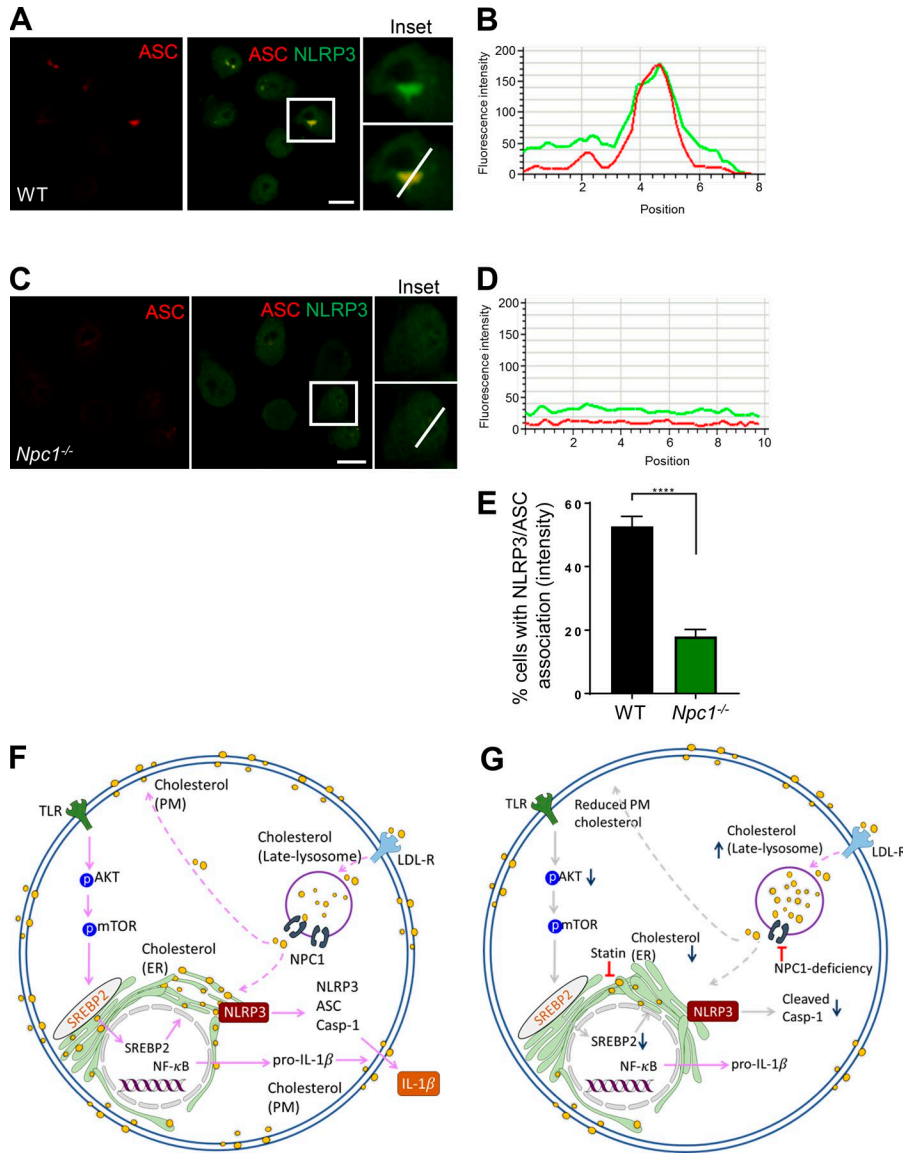 A
Inset
ASC
ASC NLRP3
WT
B
Fluorescence intensity
200
150
100
50
0
2
4
6
8
Position
C
Inset
ASC
ASC NLRP3
Npc1-/-
D
Fluorescence intensity
200
150
100
50
0
2
4
6
8
10
Position
E
% cells with NLRP3/ASC
association (intensity)
60
40
20
0
****
WT
Npc1-/-
F
TLR
Cholesterol
(PM)
Cholesterol
(Late-lysosome)
LDL-R
p AKT
p mTOR
NPC1
Cholesterol
(ER)
SREBP2
NLRP3
NLRP3
ASC
Casp-1
SREBP2
NF-κB
pro-IL-1β
IL-1β
Cholesterol
(PM)
G
TLR
Reduced PM
cholesterol
Cholesterol
(Late-lysosome)
LDL-R
p AKT
p mTOR
Statin
Cholesterol
(ER)
NPC1-deficiency
SREBP2
NLRP3
Cleaved
Casp-1
SREBP2
NF-κB
pro-IL-1β